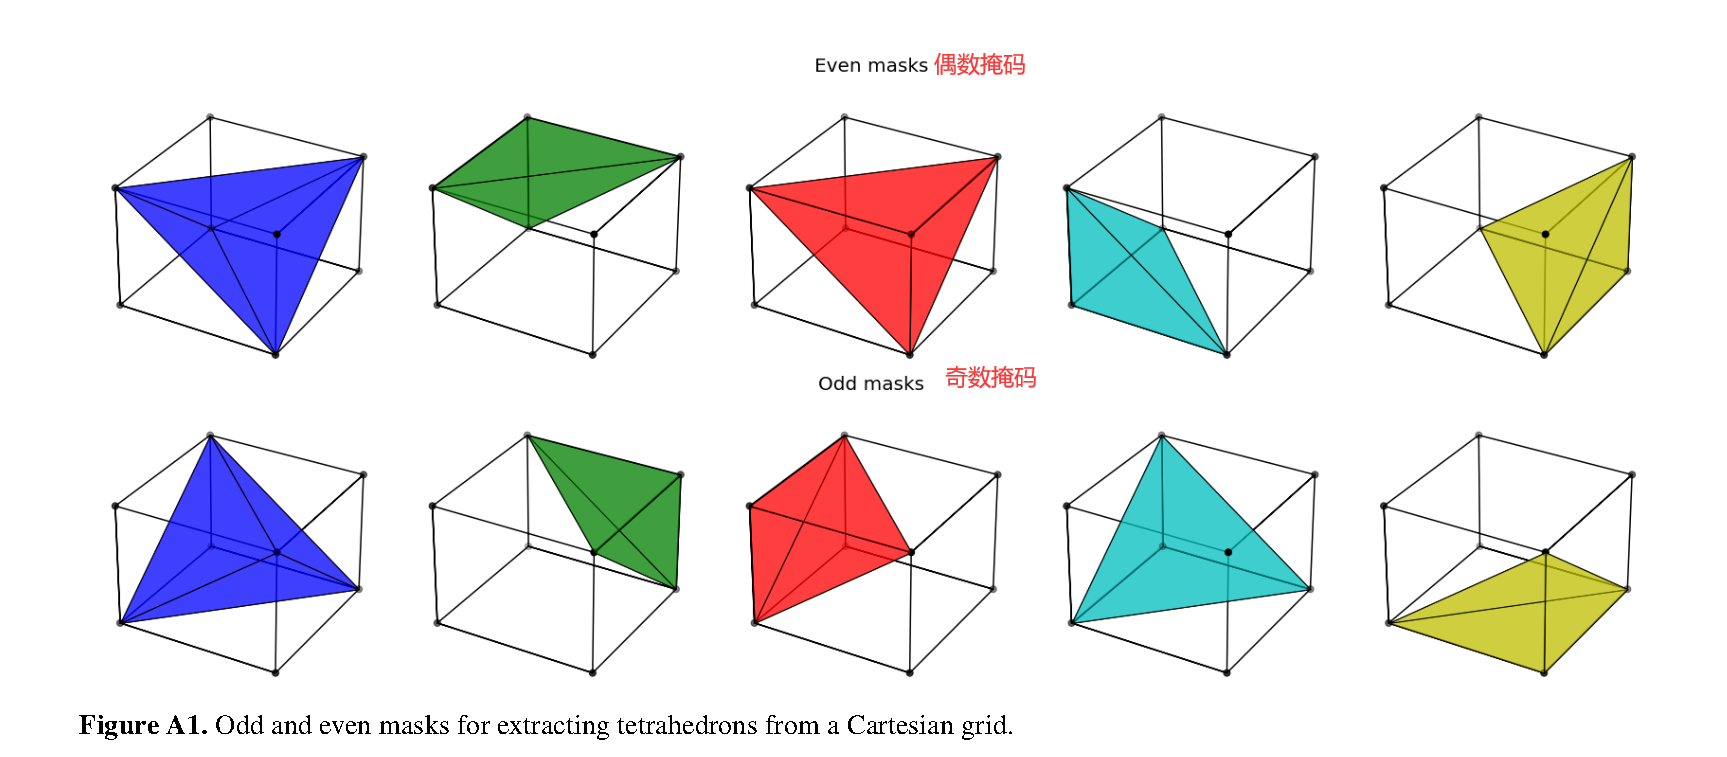 Even masks 偶数掩码
Odd masks 奇数掩码
Figure A1. Odd and even masks for extracting tetrahedrons from a Cartesian grid.